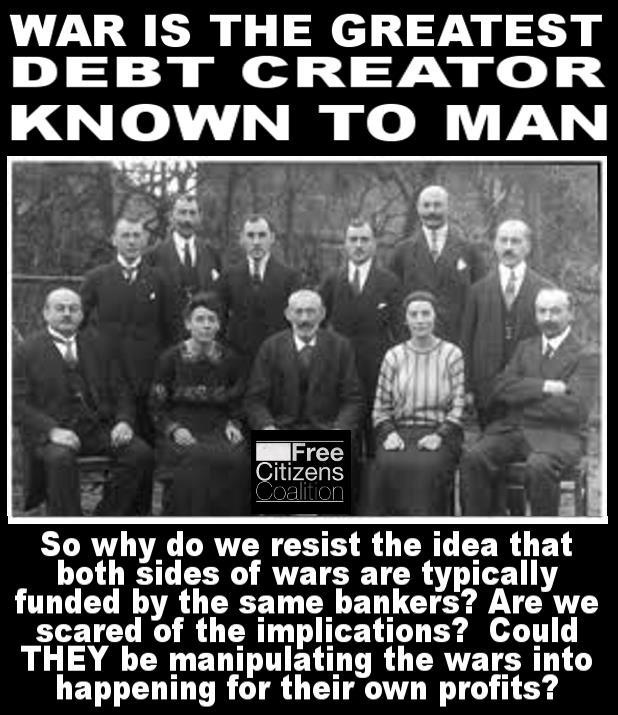 WAR IS THE GREATEST
DEBT CREATOR
KNOWN TO MAN
Free
Citizens
Coalition
So why do we resist the idea that
both sides of wars are typically
funded by the same bankers? Are we
scared of the implications?  Could
THEY be manipulating the wars into
happening for their own profits?